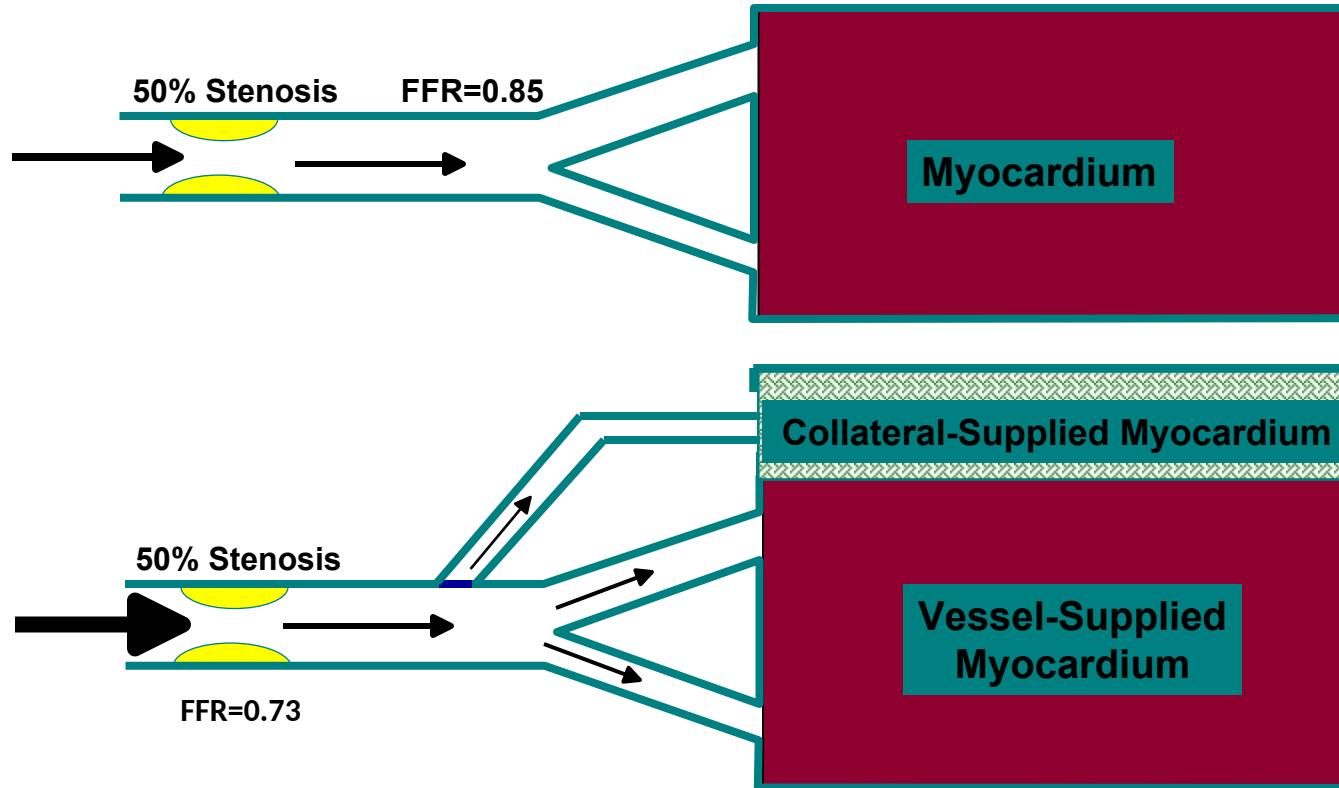 50% Stenosis FFR=0.85
Myocardium
Collateral-Supplied Myocardium
50% Stenosis
Vessel-Supplied
Myocardium
FFR=0.73